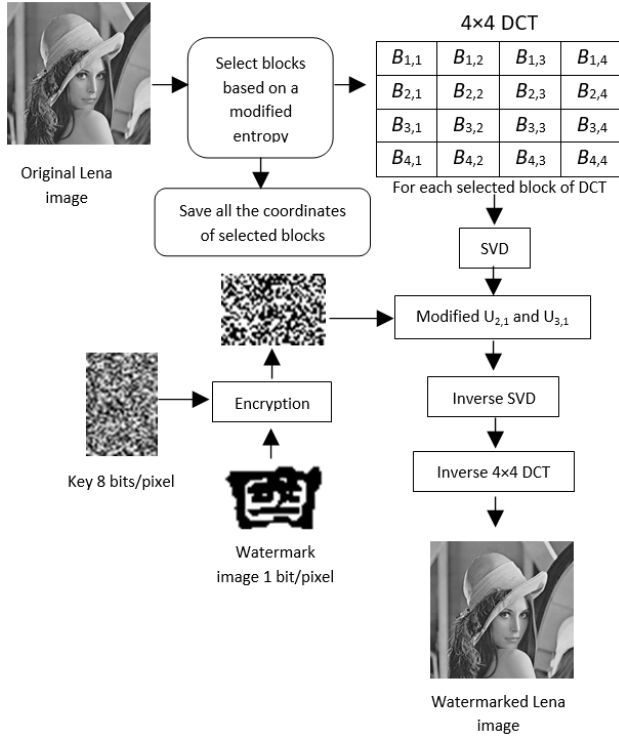 4×4 DCT
Select blocks
based on a
modified
entropy
B1,1 B1,2 B1,3 B1,4
B2,1 B2,2 B2,3 B2,4
B3,1 B3,2 B3,3 B3,4
B4,1 B4,2 B4,3 B4,4
Original Lena
image
For each selected block of DCT
Save all the coordinates
of selected blocks
SVD
Modified U2,1 and U3,1
Encryption
Inverse SVD
Key 8 bits/pixel
Inverse 4×4 DCT
Watermark
image 1 bit/pixel
Watermarked Lena
image